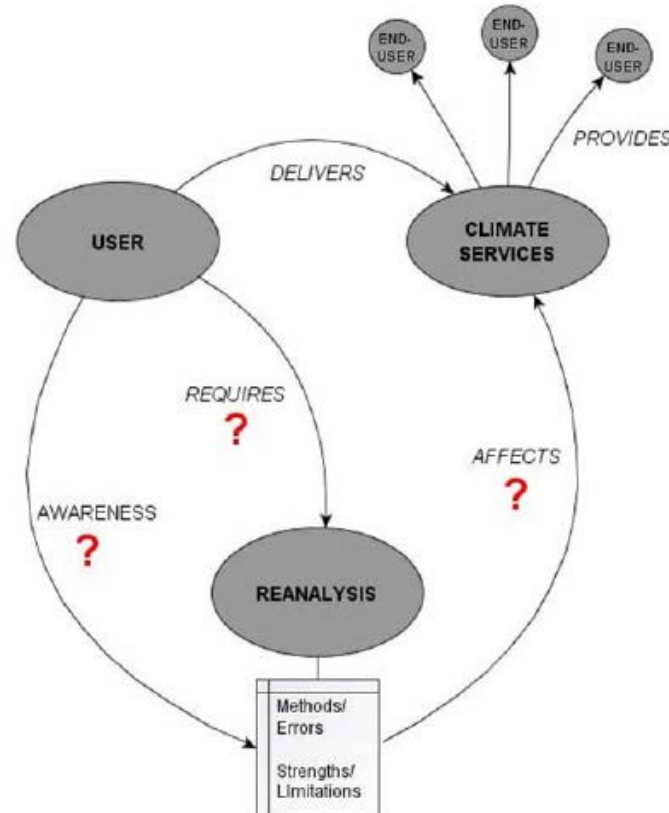 END-
USER
END-
USER
END-
USER
PROVIDES
DELIVERS
USER
CLIMATE
SERVICES
REQUIRES
?
AFFECTS
?
AWARENESS
?
REANALYSIS
Methods/
Errors
Strengths/
LImitations